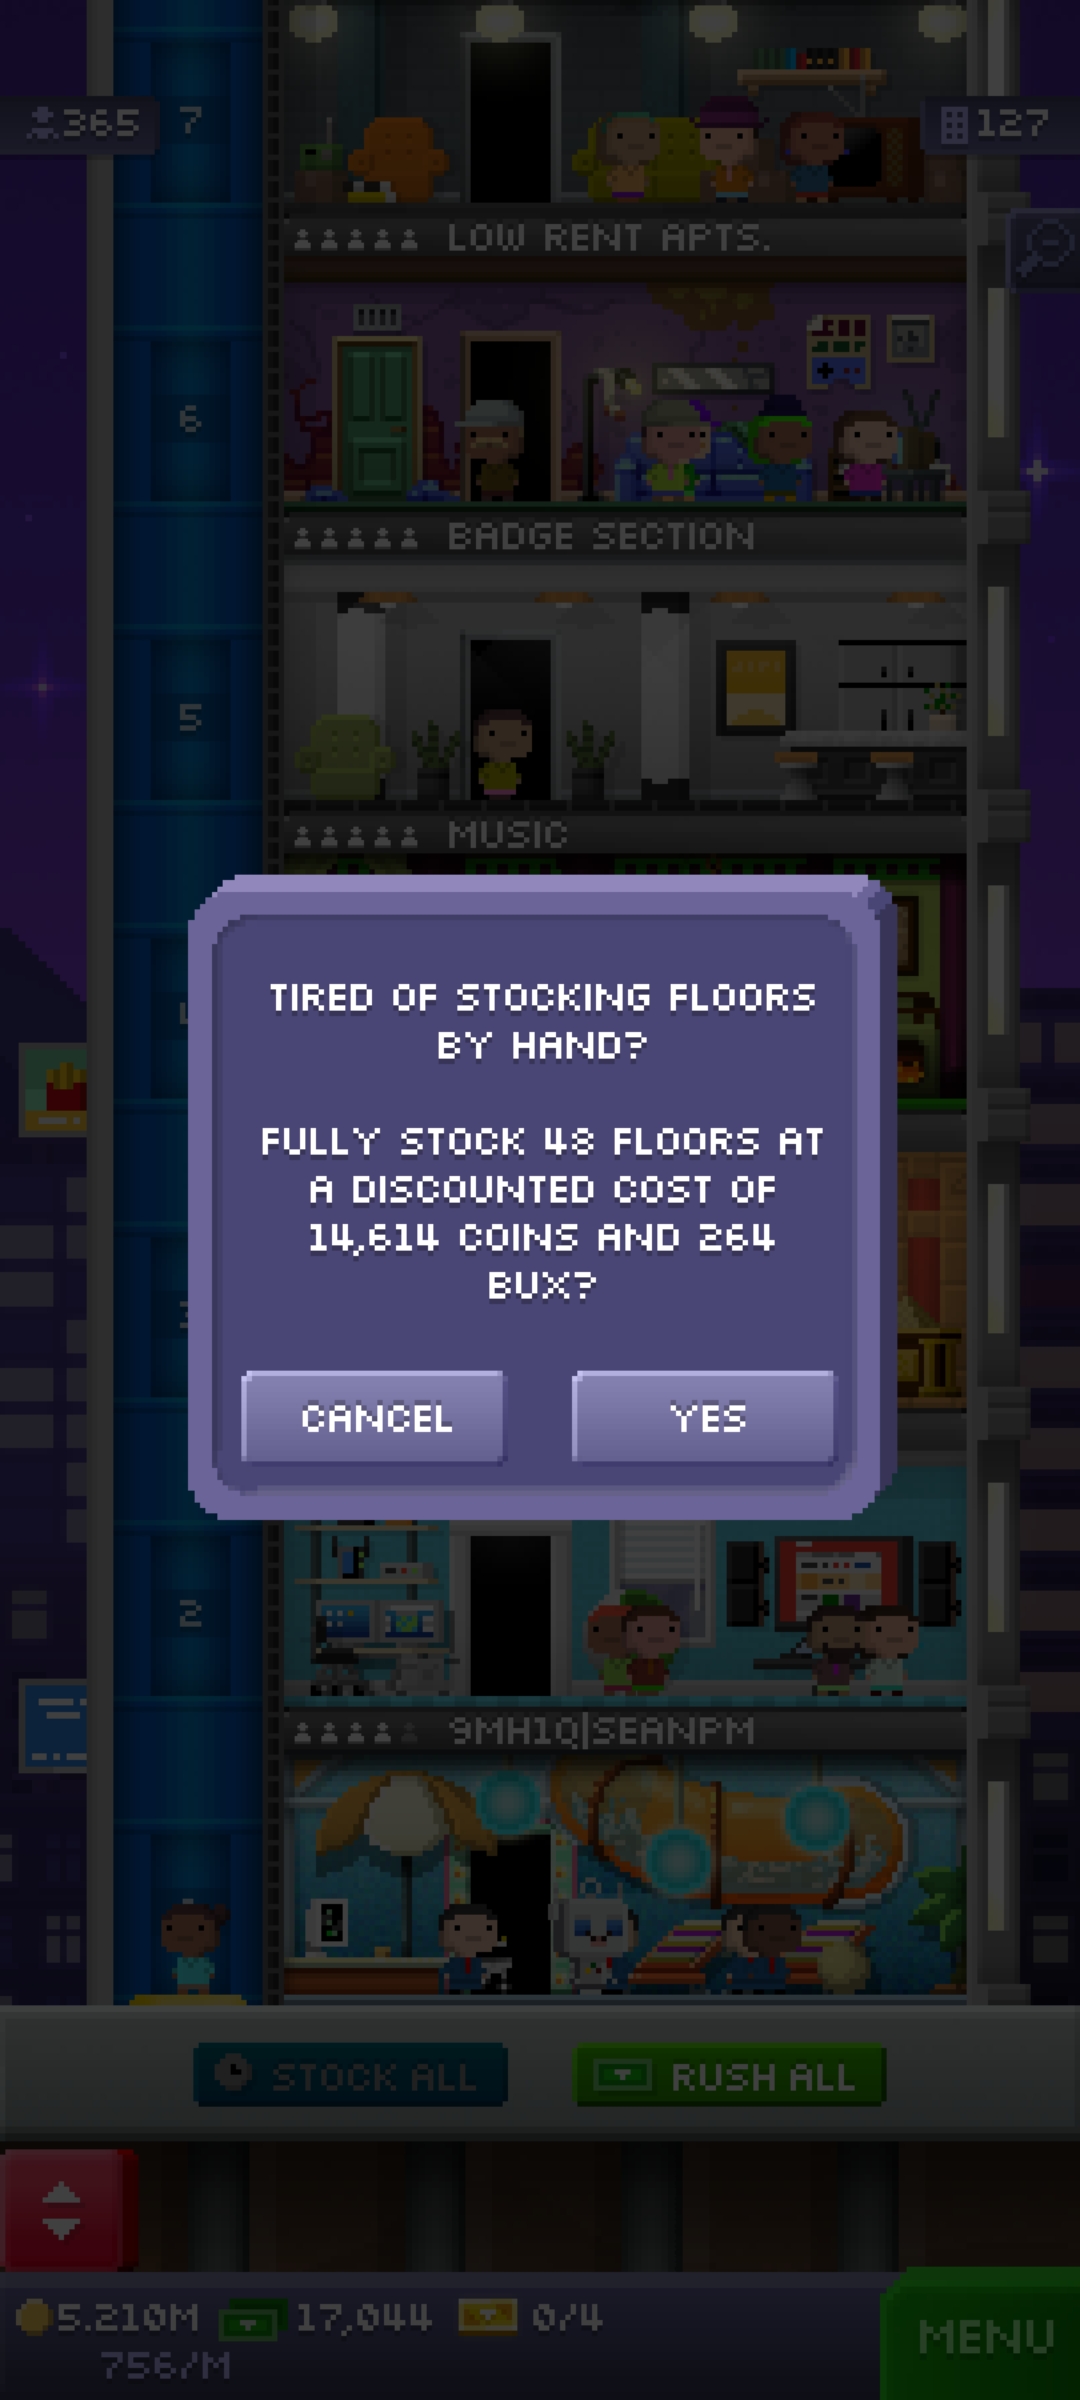 365
7
127
LOW RENT APTS.
6
BADGE SECTION
5
MUSIC
TIRED OF STOCKING FLOORS
BY HAND?
FULLY STOCK 48 FLOORS AT
A DISCOUNTED COST OF
14,614 COINS AND 264
BUX?
CANCEL
YES
2
9MH1Q|SEANPM
STOCK ALL
RUSH ALL
5.210M
17,044
0/4
756/M
MENU